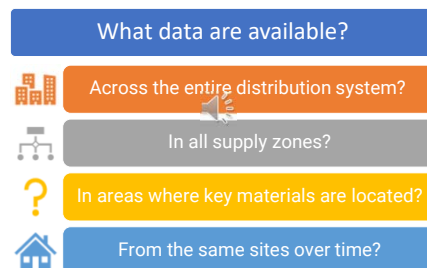 What data are available?
Across the entire distribution system?
In all supply zones?
?
In areas where key materials are located?
From the same sites over time?